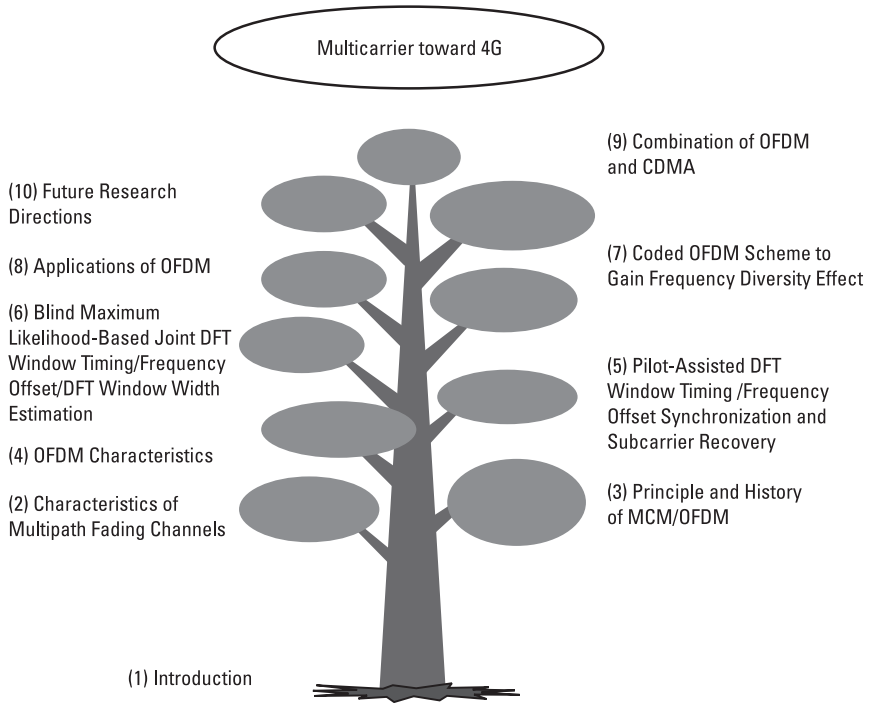 Multicarrier toward 4G
(9) Combination of OFDM
and CDMA
(10) Future Research
Directions
(7) Coded OFDM Scheme to
Gain Frequency Diversity Effect
(8) Applications of OFDM
(6) Blind Maximum
Likelihood-Based Joint DFT
Window Timing/Frequency
Offset/DFT Window Width
Estimation
(5) Pilot-Assisted DFT
Window Timing /Frequency
Offset Synchronization and
Subcarrier Recovery
(4) OFDM Characteristics
(3) Principle and History
of MCM/OFDM
(2) Characteristics of
Multipath Fading Channels
(1) Introduction